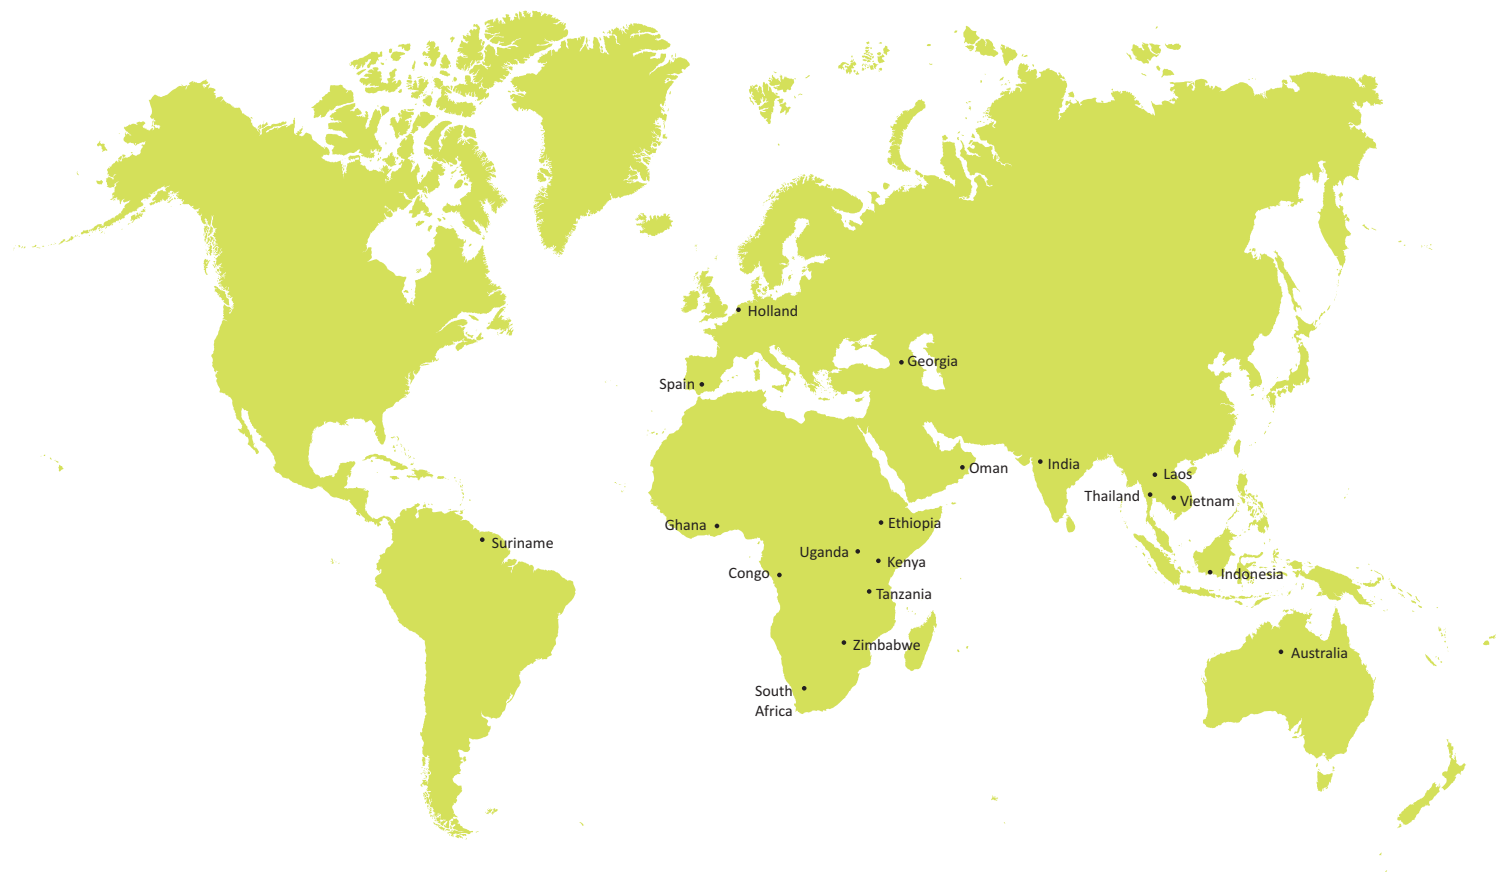 Holland
Georgia
Spain
India
Oman
Laos
Thailand
Vietnam
Ethiopia
Ghana
Suriname
Uganda
Kenya
Congo
Indonesia
Tanzania
Zimbabwe
Australia
South
Africa